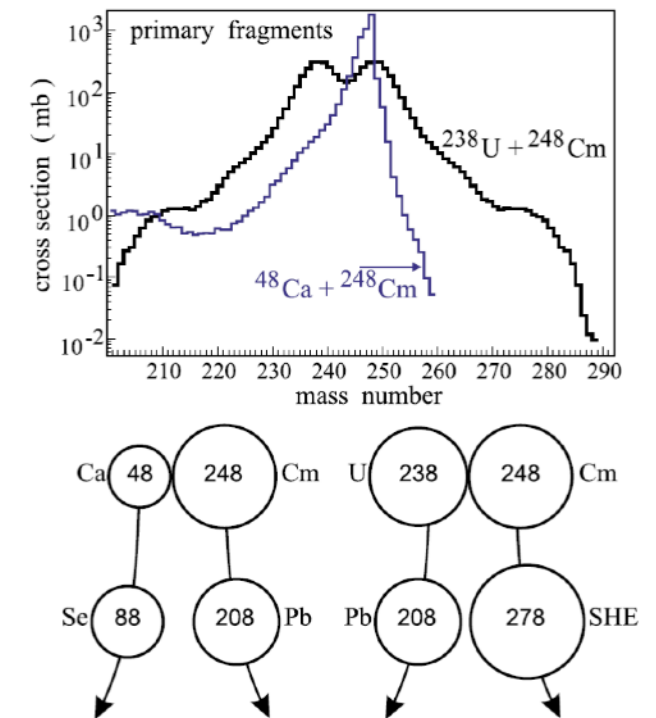 primary fragments
10³
10²
10¹
10⁰
10⁻¹
10⁻²
cross section ( mb )
²³⁸U + ²⁴⁸Cm
⁴⁸Ca + ²⁴⁸Cm
210 220 230 240 250 260 270 280 290
mass number
Ca 48 248 Cm U 238 248 Cm
Se 88 208 Pb Pb 208 278 SHE